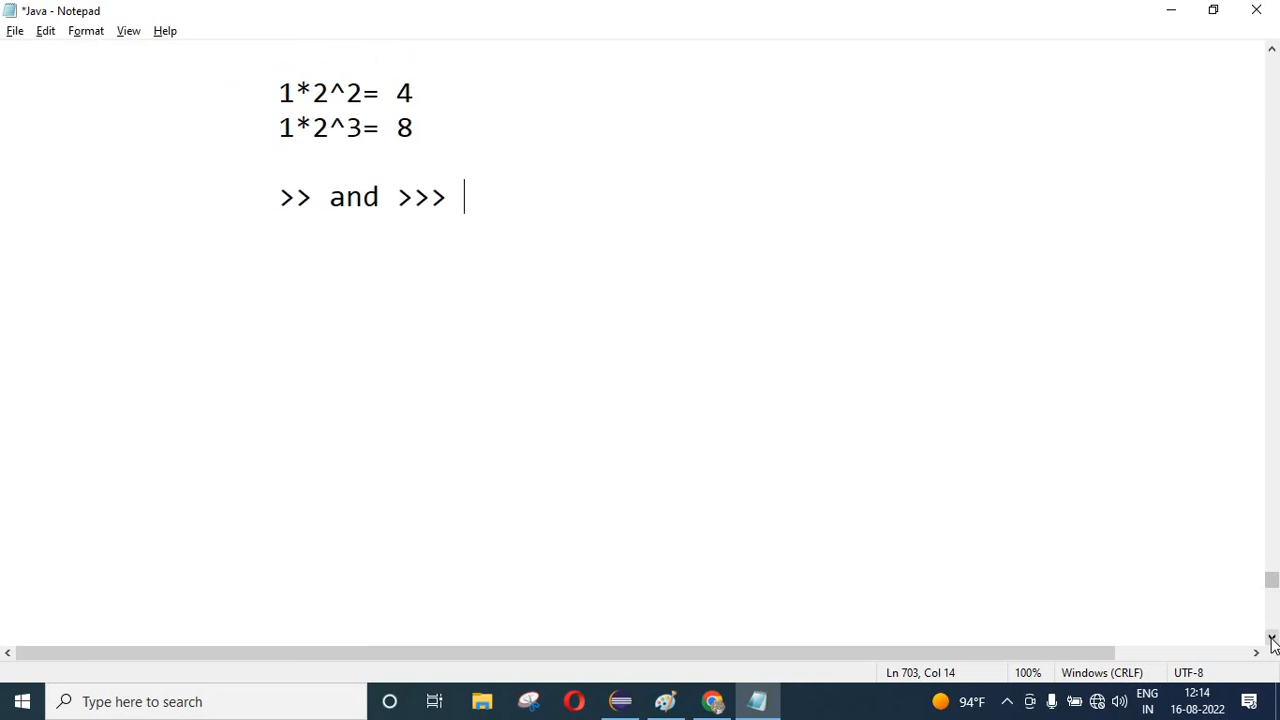 *Java - Notepad
File Edit Format View Help
1*2^2= 4
1*2^3= 8
>> and >>>
Ln 703, Col 14 100% Windows (CRLF) UTF-8
Type here to search
94°F
ENG
IN
12:14
16-08-2022